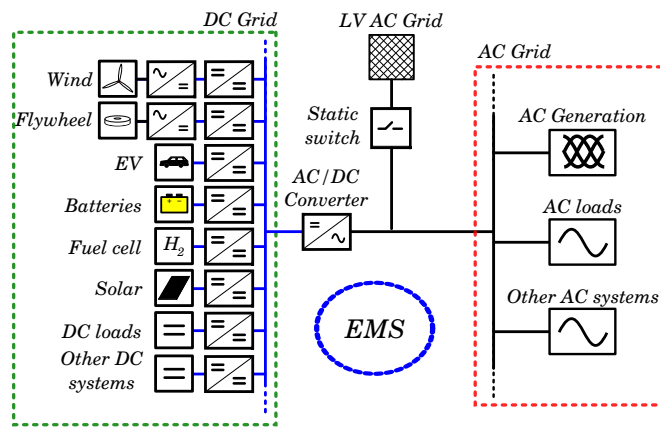 DC Grid
LV AC Grid
AC Grid
Wind
Flywheel
EV
Batteries
Fuel cell
H2
Solar
DC loads
Other DC
systems
Static
switch
AC/DC
Converter
EMS
AC Generation
AC loads
Other AC systems